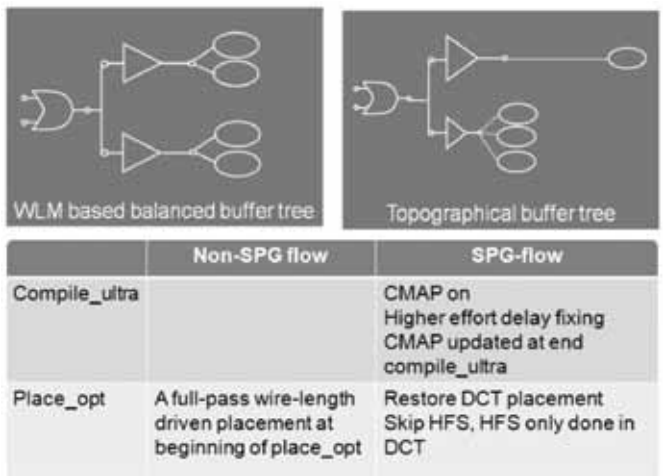 WLM based balanced buffer tree
Topographical buffer tree
Non-SPG flow
SPG-flow
Compile_ultra
CMAP on
Higher effort delay fixing
CMAP updated at end
compile_ultra
Place_opt
A full-pass wire-length
driven placement at
beginning of place_opt
Restore DCT placement
Skip HFS, HFS only done in
DCT